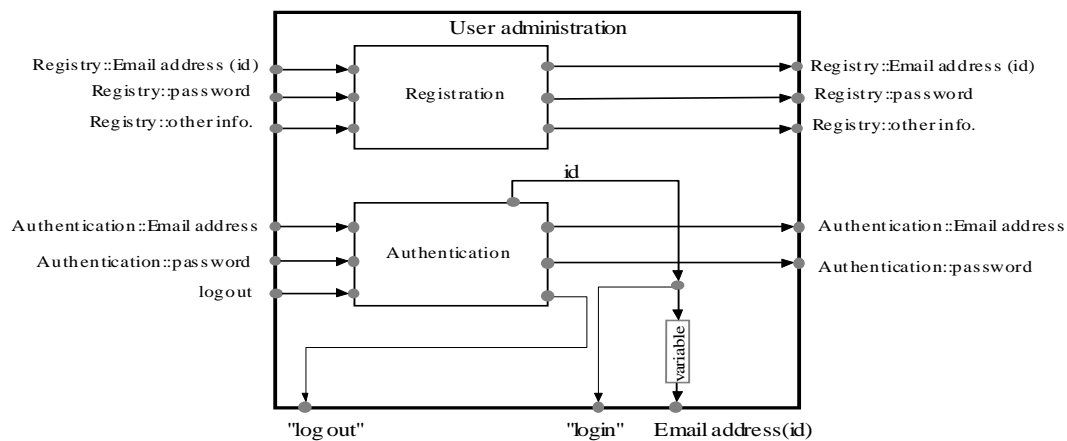 User administration
Registry::Email address (id)
Registry::password
Registry::other info.
Registration
Registry::Email address (id)
Registry::password
Registry::other info.
id
Authentication::Email address
Authentication::password
logout
Authentication
Authentication::Email address
Authentication::password
variable
"logout"
"login"
Email address(id)